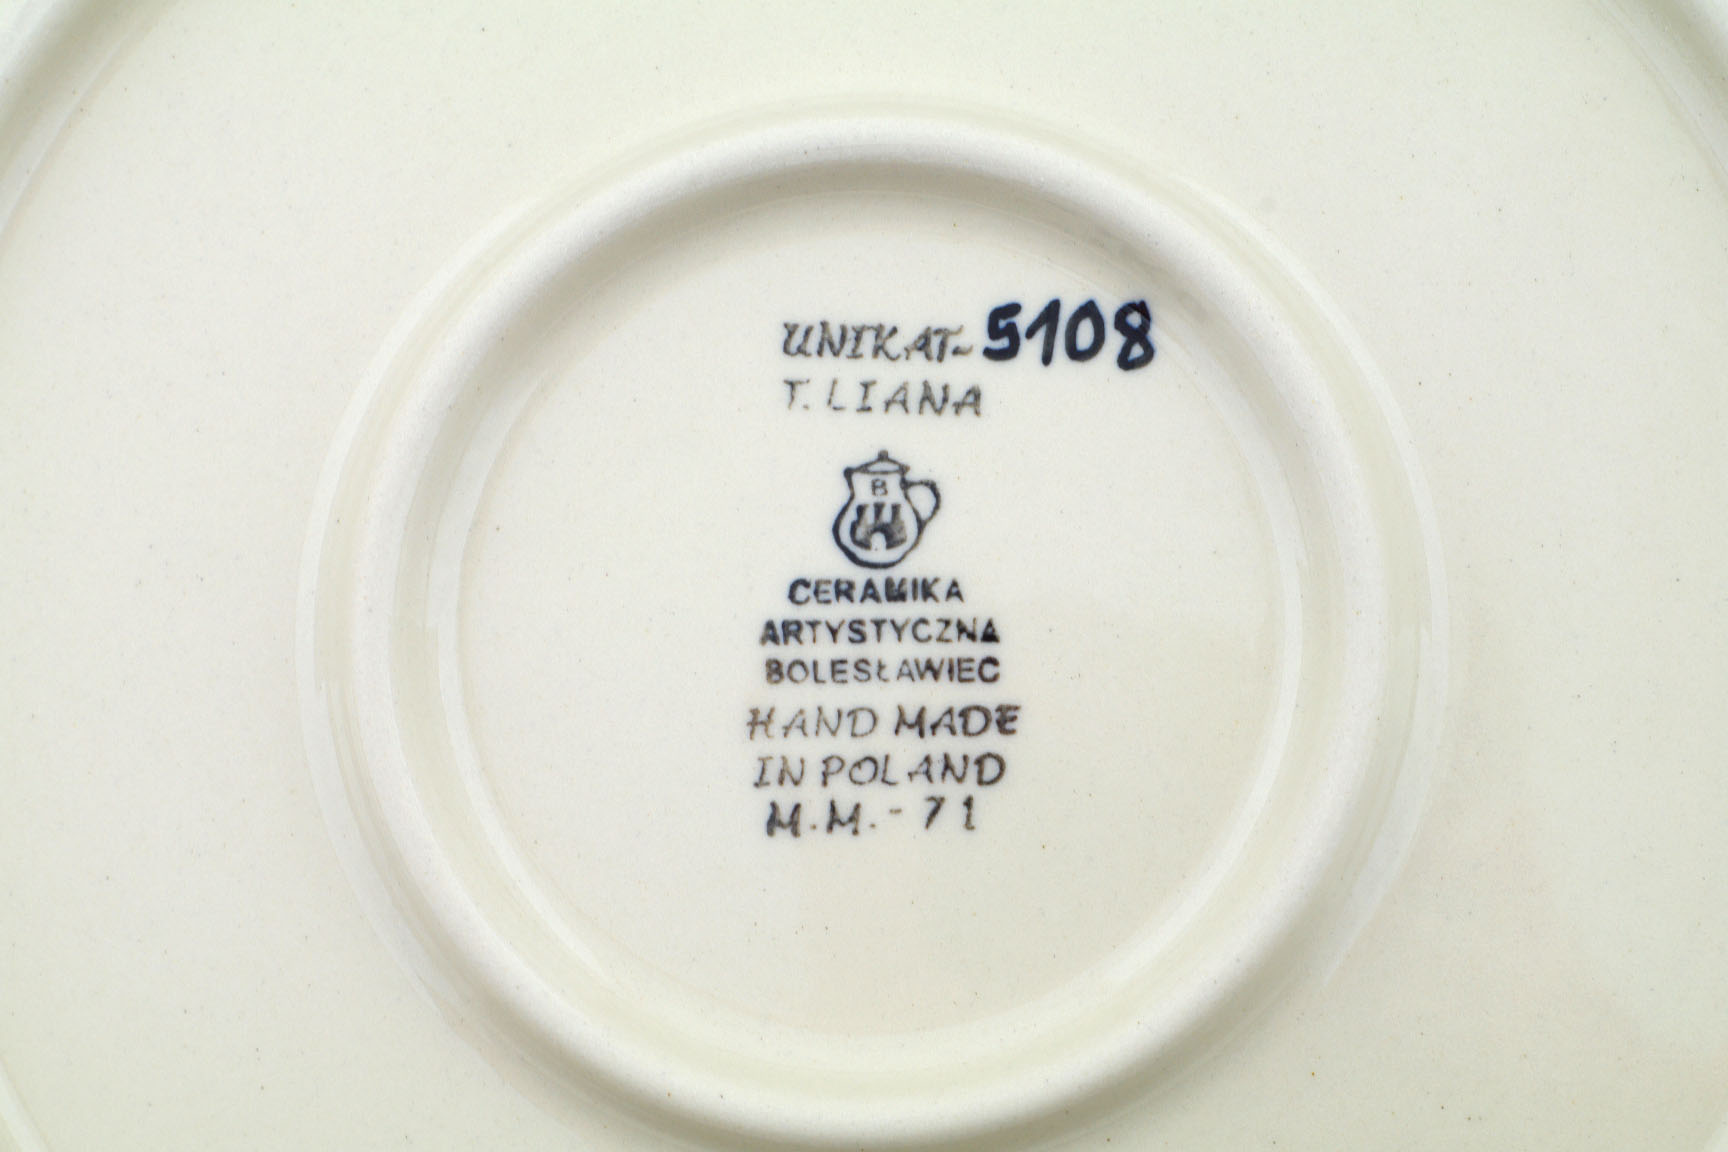 UNIKAT-5108
T. LIANA
B
CERAMIKA
ARTYSTYCZNA
BOLESŁAWIEC
HAND MADE
IN POLAND
M.M.-71